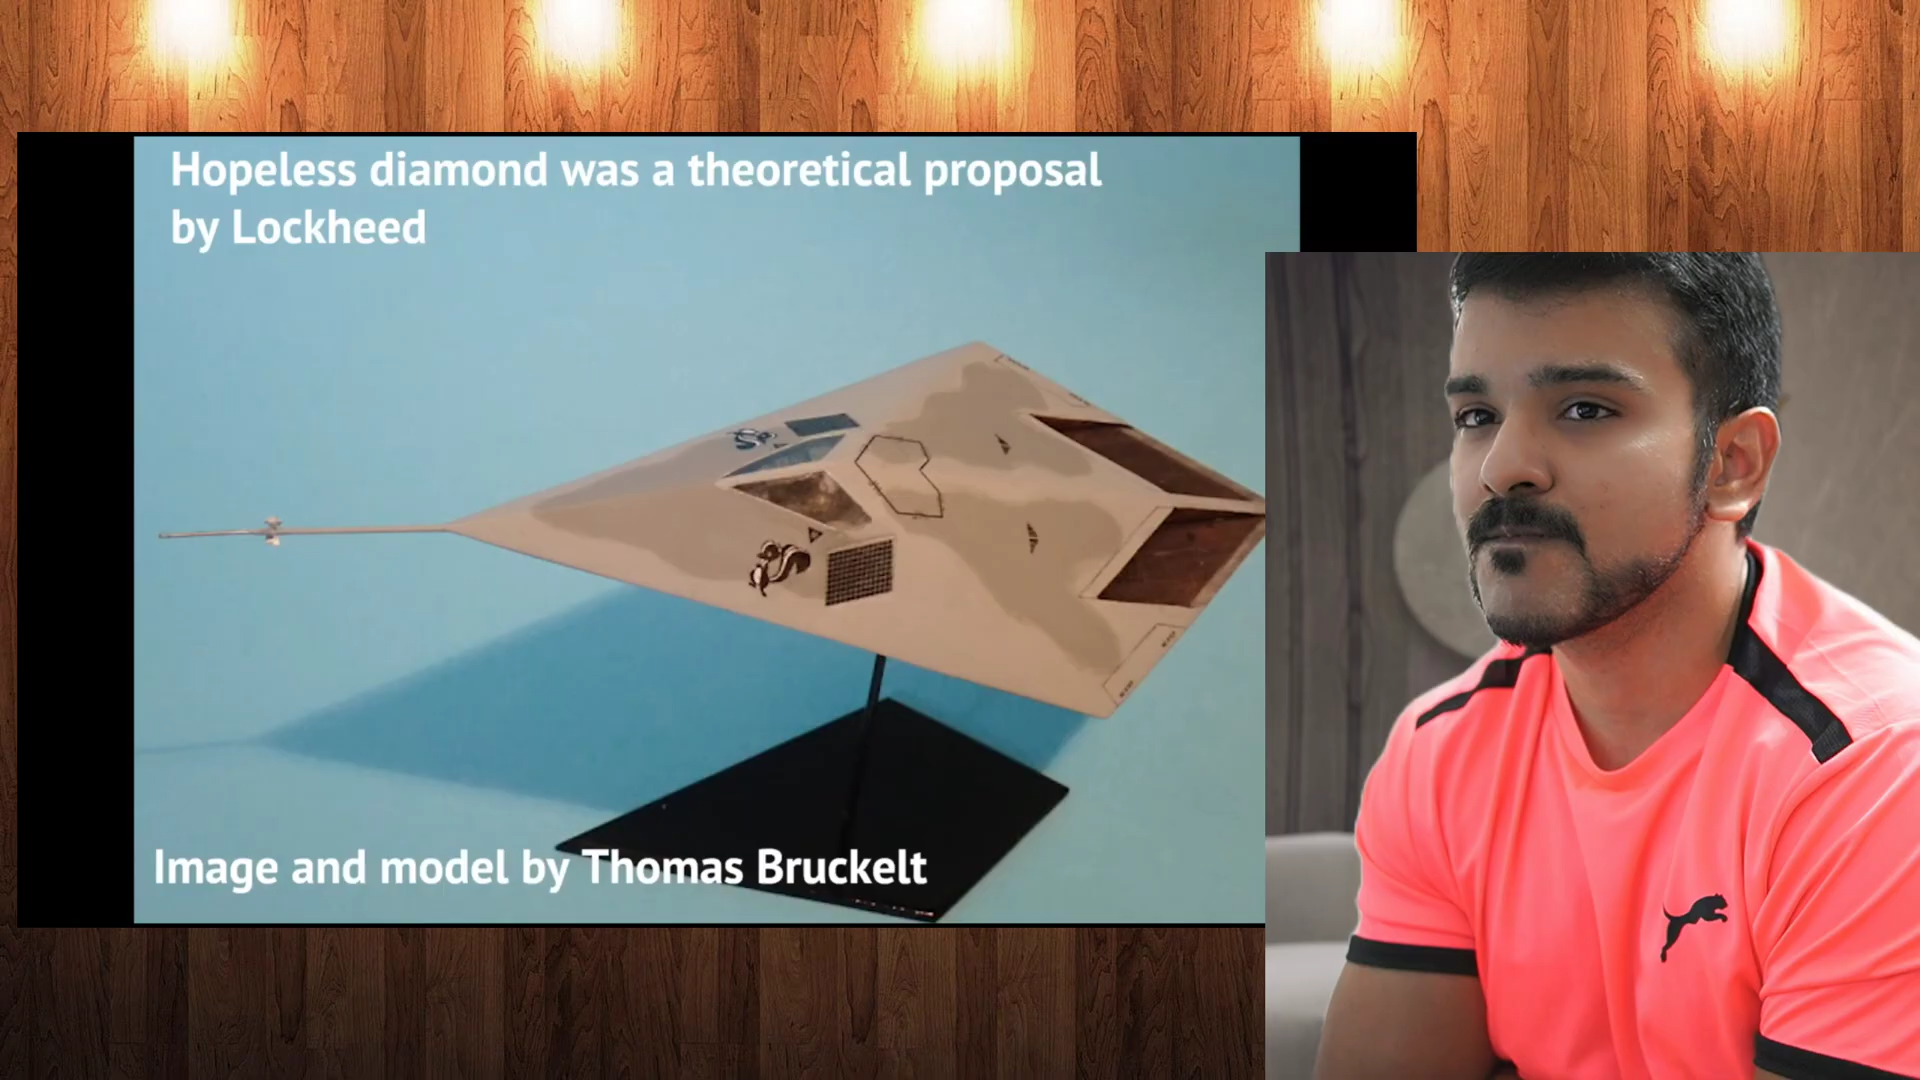 Hopeless diamond was a theoretical proposal
by Lockheed
Image and model by Thomas Bruckelt